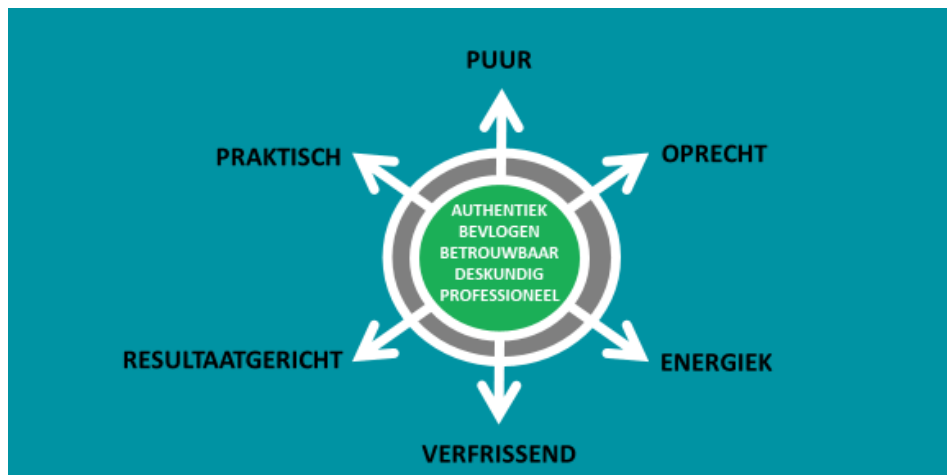 PUUR
PRAKTISCH
OPRECHT
AUTHENTIEK
BEVLOGEN
BETROUWBAAR
DESKUNDIG
PROFESSIONEEL
RESULTAATGERICHT
ENERGIEK
VERFRISSEND